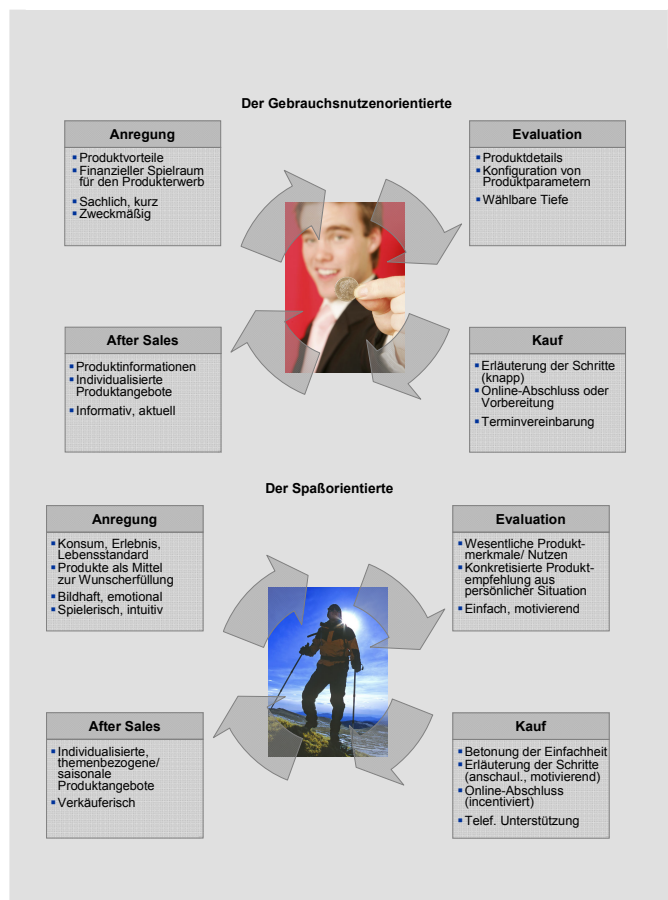 Der Gebrauchsnutzenorientierte
Anregung
▪ Produktvorteile
▪ Finanzieller Spielraum
für den Produkterwerb
▪ Sachlich, kurz
▪ Zweckmäßig
Evaluation
▪ Produktdetails
▪ Konfiguration von
Produktparametern
▪ Wählbare Tiefe
After Sales
▪ Produktinformationen
▪ Individualisierte
Produktangebote
▪ Informativ, aktuell
Kauf
▪ Erläuterung der Schritte
(knapp)
▪ Online-Abschluss oder
Vorbereitung
▪ Terminvereinbarung
Der Spaßorientierte
Anregung
▪ Konsum, Erlebnis,
Lebensstandard
▪ Produkte als Mittel
zur Wunscherfüllung
▪ Bildhaft, emotional
▪ Spielerisch, intuitiv
Evaluation
▪ Wesentliche Produkt-
merkmale/ Nutzen
▪ Konkretisierte Produkt-
empfehlung aus
persönlicher Situation
▪ Einfach, motivierend
After Sales
▪ Individualisierte,
themenbezogene/
saisonale
Produktangebote
▪ Verkäuferisch
Kauf
▪ Betonung der Einfachheit
▪ Erläuterung der Schritte
(anschaul., motivierend)
▪ Online-Abschluss
(incentiviert)
▪ Telef. Unterstützung